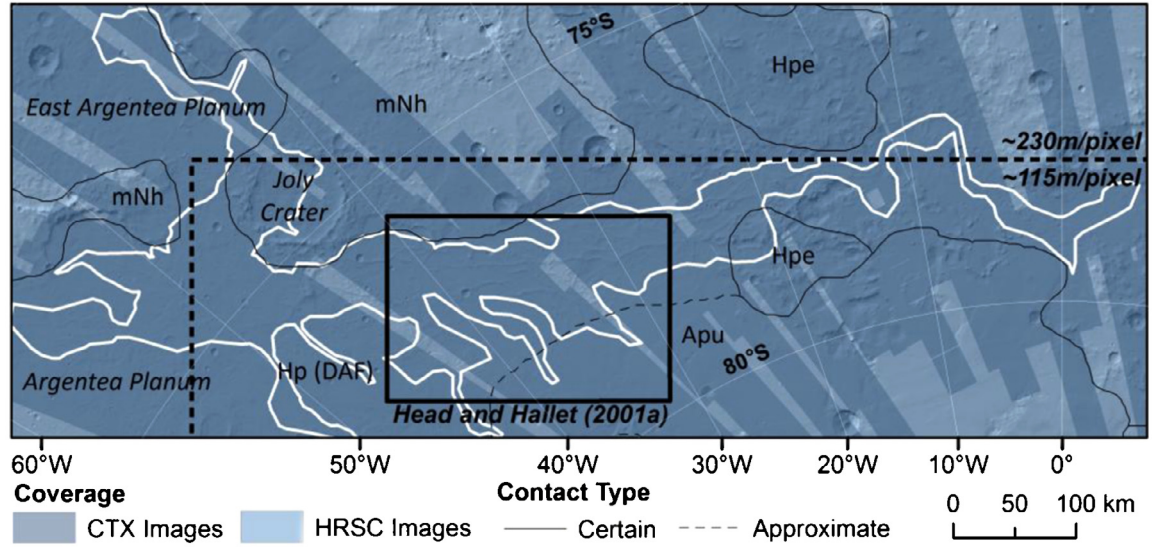 75°S
Hpe
East Argentea Planum
mNh
~230m/pixel
~115m/pixel
mNh
Joly
Crater
Hpe
Apu
80°S
Argentea Planum
Hp (DAF)
Head and Hallet (2001a)
60°W 50°W 40°W 30°W 20°W 10°W 0°
Coverage
Contact Type
0 50 100 km
CTX Images HRSC Images Certain Approximate